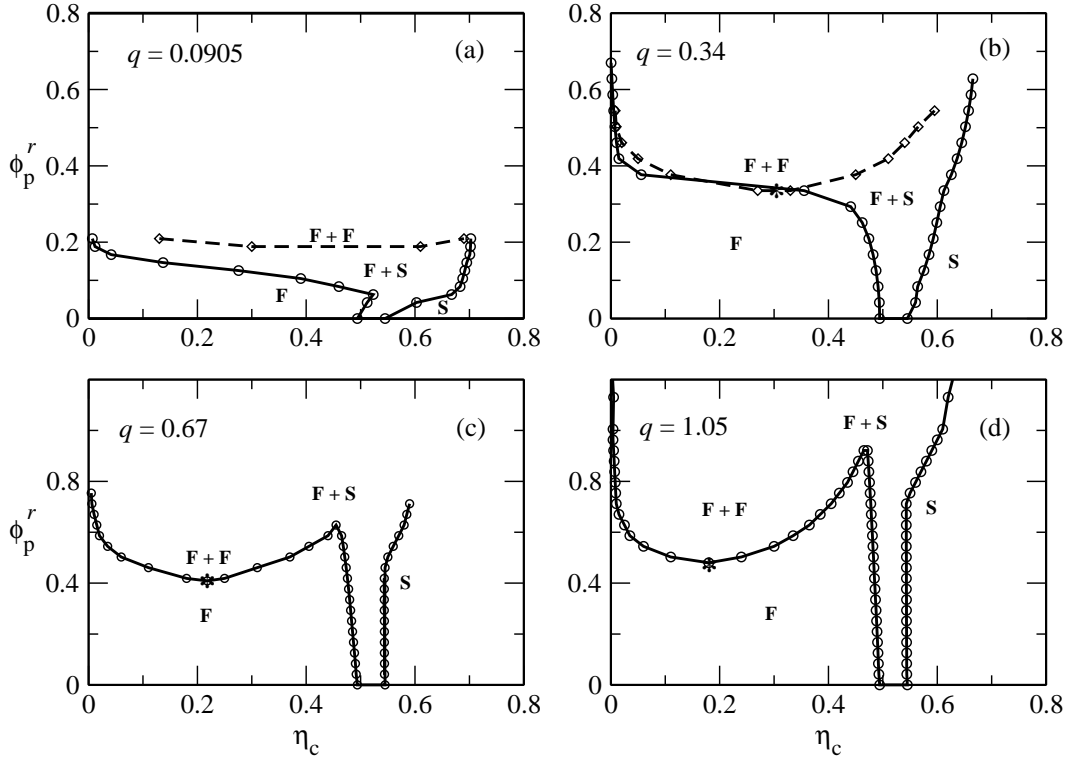 0.8
0.6
0.4
0.2
0
q = 0.0905
(a)
F + F
F + S
F
S
0 0.2 0.4 0.6 0.8
ϕ_p^r
0.8
0.6
0.4
0.2
0
q = 0.34
(b)
F + F
F + S
F
S
0 0.2 0.4 0.6 0.8
0.8
0.4
0
q = 0.67
(c)
F + S
F + F
F
S
0 0.2 0.4 0.6 0.8
ϕ_p^r
η_c
0.8
0.4
0
q = 1.05
(d)
F + S
F + F
F
S
0 0.2 0.4 0.6 0.8
η_c